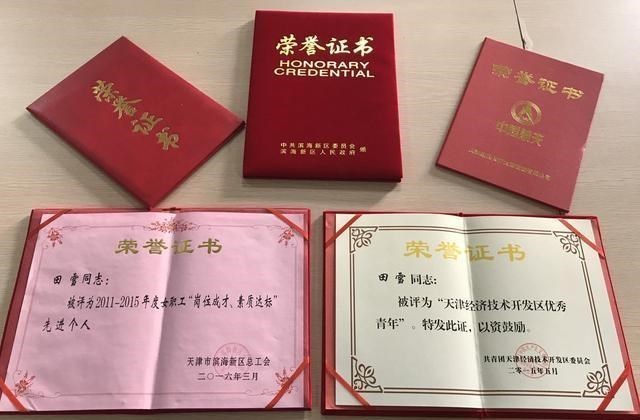 荣誉证书
荣誉证书
HONORARY
CREDENTIAL
中共滨海新区委员会
滨海新区人民政府 颁
荣誉证书
中国航天
荣誉证书
田雪同志：
被评为2011-2015年度女职工“岗位成才、素质达标”
先进个人
天津市滨海新区总工会
二〇一六年三月
荣誉证书
田雪同志：
被评为“天津经济技术开发区优秀
青年”。特发此证，以资鼓励。
共青团天津经济技术开发区委员会
二〇一五年五月